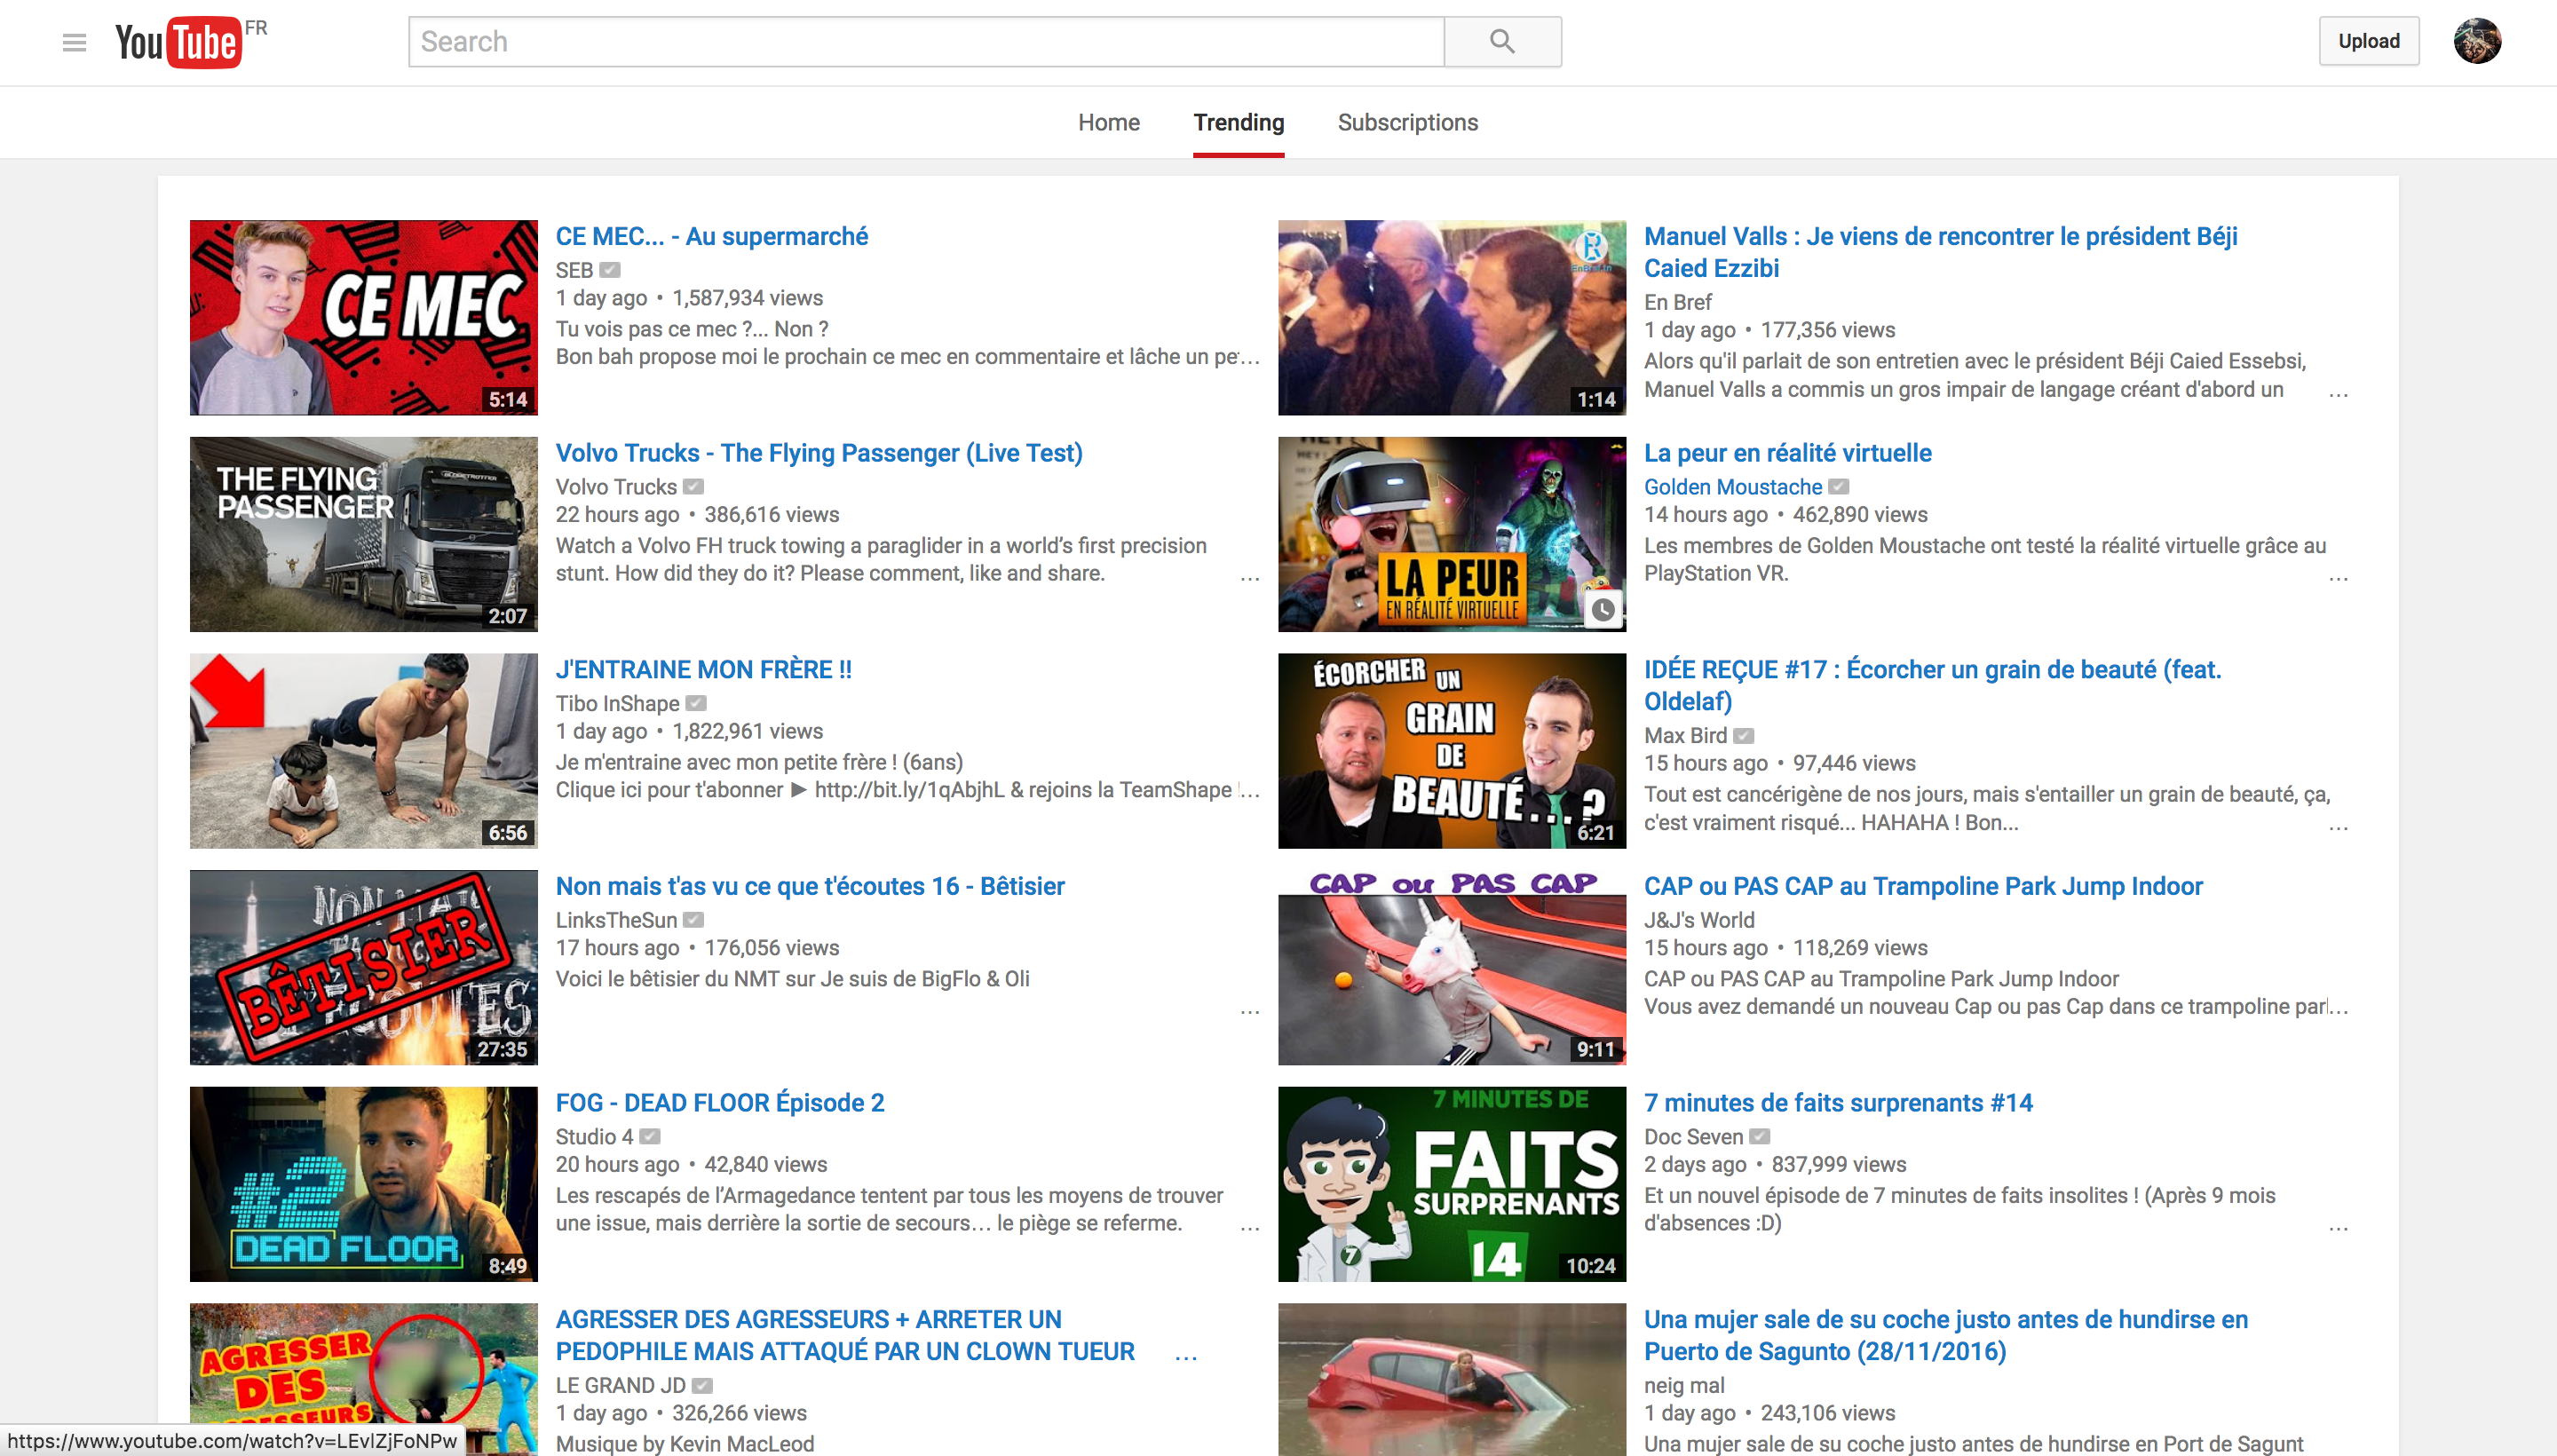 YouTube FR
Search
Upload
Home
Trending
Subscriptions
CE MEC
5:14
CE MEC... - Au supermarché
SEB
1 day ago • 1,587,934 views
Tu vois pas ce mec ?... Non ?
Bon bah propose moi le prochain ce mec en commentaire et lâche un pe...
EnBref
1:14
Manuel Valls : Je viens de rencontrer le président Béji
Caied Ezzibi
En Bref
1 day ago • 177,356 views
Alors qu'il parlait de son entretien avec le président Béji Caied Essebsi,
Manuel Valls a commis un gros impair de langage créant d'abord un ...
THE FLYING
PASSENGER
2:07
Volvo Trucks - The Flying Passenger (Live Test)
Volvo Trucks
22 hours ago • 386,616 views
Watch a Volvo FH truck towing a paraglider in a world’s first precision
stunt. How did they do it? Please comment, like and share. ...
LA PEUR
EN RÉALITÉ VIRTUELLE
La peur en réalité virtuelle
Golden Moustache
14 hours ago • 462,890 views
Les membres de Golden Moustache ont testé la réalité virtuelle grâce au
PlayStation VR. ...
6:56
J'ENTRAINE MON FRÈRE !!
Tibo InShape
1 day ago • 1,822,961 views
Je m'entraine avec mon petite frère ! (6ans)
Clique ici pour t'abonner ► http://bit.ly/1qAbjhL & rejoins la TeamShape !...
ÉCORCHER UN
GRAIN
DE
BEAUTÉ...?
6:21
IDÉE REÇUE #17 : Écorcher un grain de beauté (feat.
Oldelaf)
Max Bird
15 hours ago • 97,446 views
Tout est cancérigène de nos jours, mais s'entailler un grain de beauté, ça,
c'est vraiment risqué... HAHAHA ! Bon... ...
BÊTISIER
27:35
Non mais t'as vu ce que t'écoutes 16 - Bêtisier
LinksTheSun
17 hours ago • 176,056 views
Voici le bêtisier du NMT sur Je suis de BigFlo & Oli
...
CAP ou PAS CAP
9:11
CAP ou PAS CAP au Trampoline Park Jump Indoor
J&J's World
15 hours ago • 118,269 views
CAP ou PAS CAP au Trampoline Park Jump Indoor
Vous avez demandé un nouveau Cap ou pas Cap dans ce trampoline park...
#2
DEAD FLOOR
8:49
FOG - DEAD FLOOR Épisode 2
Studio 4
20 hours ago • 42,840 views
Les rescapés de l’Armagedance tentent par tous les moyens de trouver
une issue, mais derrière la sortie de secours... le piège se referme. ...
7 MINUTES DE
FAITS
SURPRENANTS
14
7
10:24
7 minutes de faits surprenants #14
Doc Seven
2 days ago • 837,999 views
Et un nouvel épisode de 7 minutes de faits insolites ! (Après 9 mois
d'absences :D) ...
AGRESSER
DES
AGRESSEURS + ARRETER UN
AGRESSER DES AGRESSEURS + ARRETER UN
PEDOPHILE MAIS ATTAQUÉ PAR UN CLOWN TUEUR ...
LE GRAND JD
1 day ago • 326,266 views
Musique by Kevin MacLeod
Una mujer sale de su coche justo antes de hundirse en
Puerto de Sagunto (28/11/2016)
neig mal
1 day ago • 243,106 views
Una mujer sale de su coche justo antes de hundirse en Port de Sagunt
https://www.youtube.com/watch?v=LEvlZjFoNPw